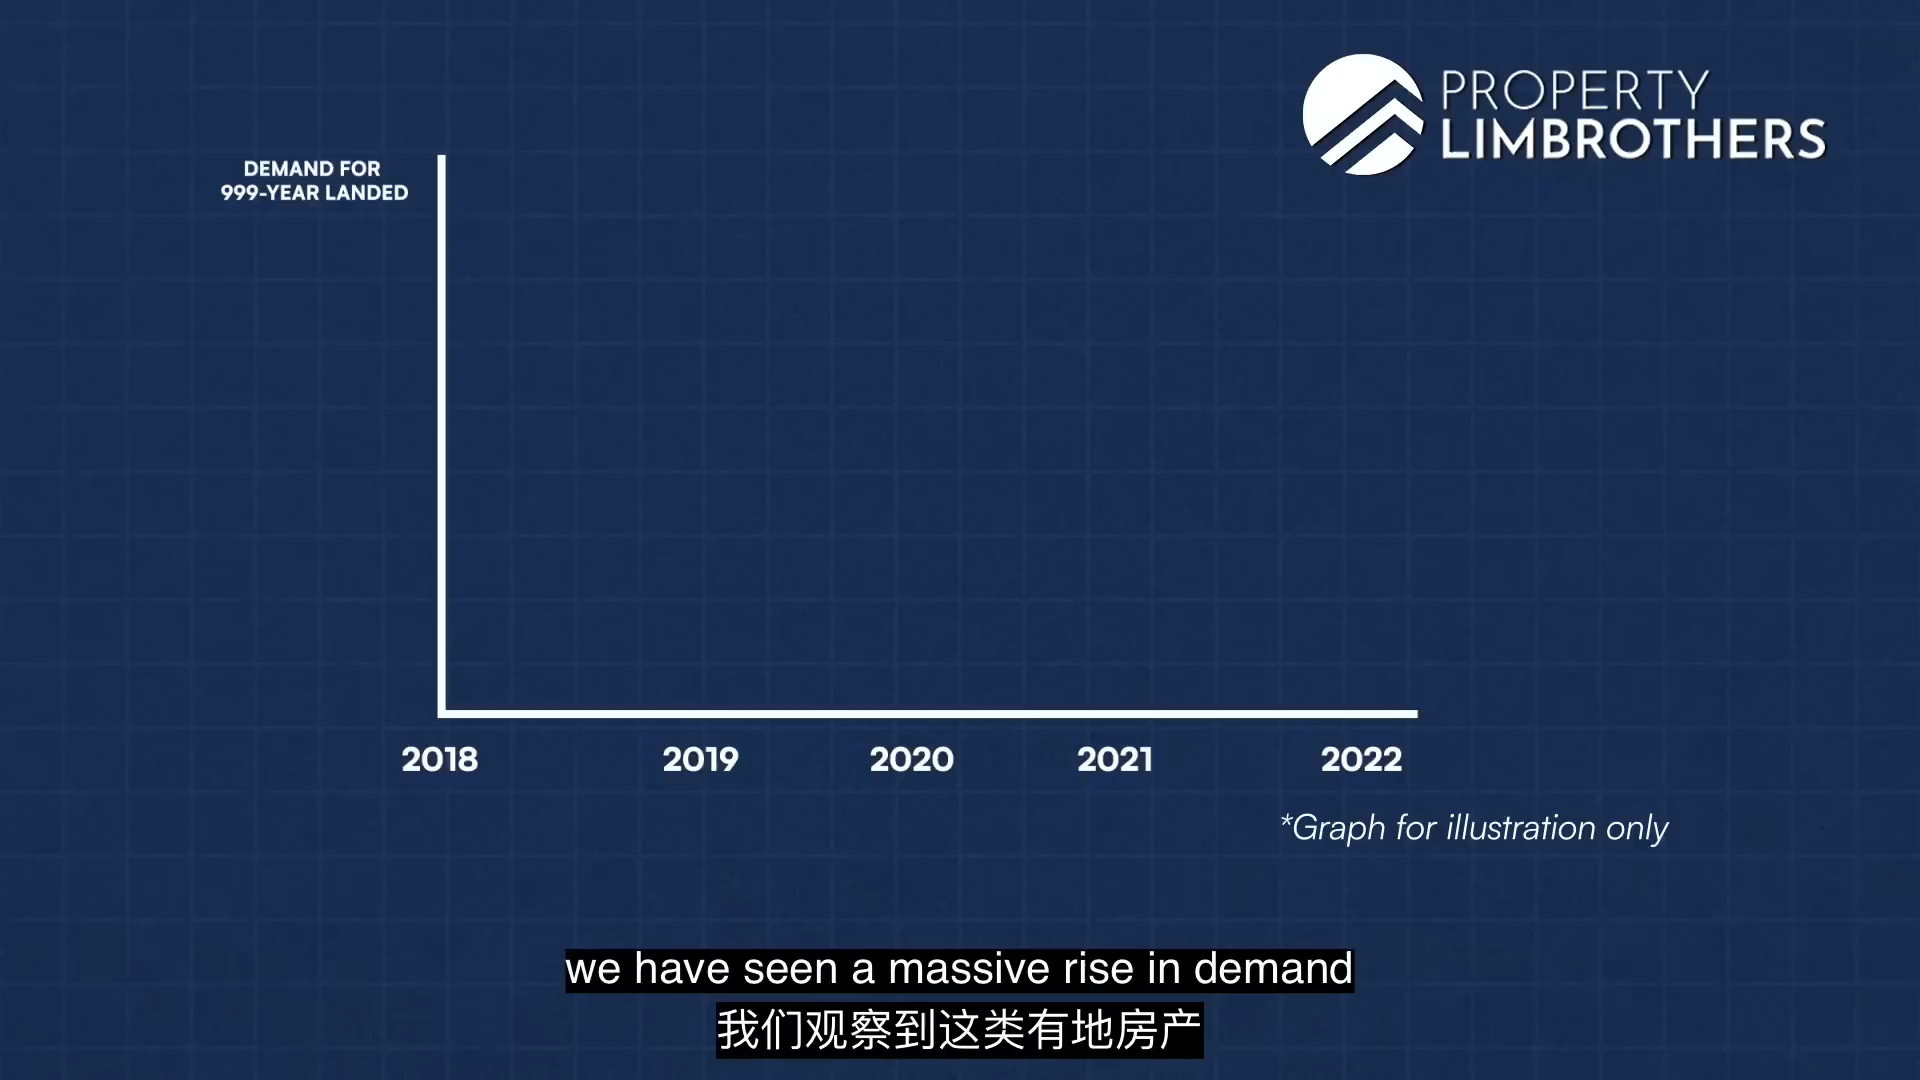 PROPERTY
LIMBROTHERS
DEMAND FOR
999-YEAR LANDED
2018 2019 2020 2021 2022
*Graph for illustration only
we have seen a massive rise in demand
我们观察到这类有地房产